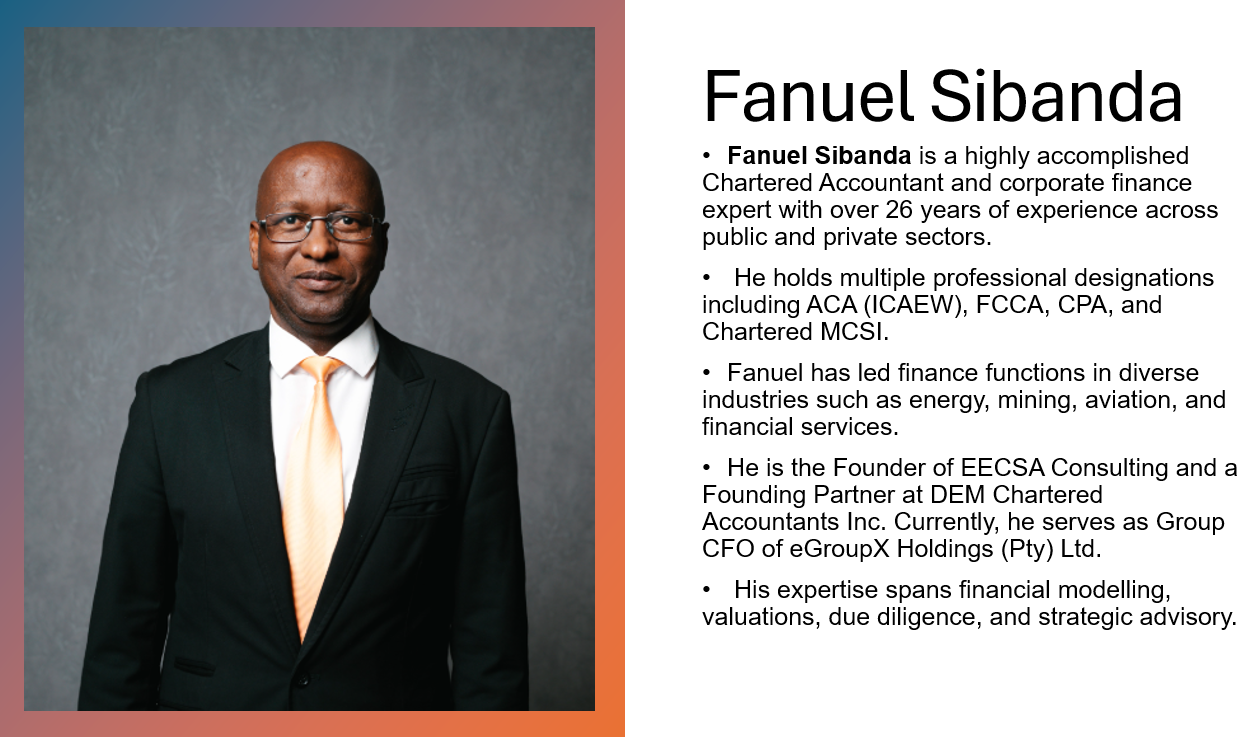 Fanuel Sibanda
• Fanuel Sibanda is a highly accomplished
Chartered Accountant and corporate finance
expert with over 26 years of experience across
public and private sectors.
• He holds multiple professional designations
including ACA (ICAEW), FCCA, CPA, and
Chartered MCSI.
• Fanuel has led finance functions in diverse
industries such as energy, mining, aviation, and
financial services.
• He is the Founder of EECSA Consulting and a
Founding Partner at DEM Chartered
Accountants Inc. Currently, he serves as Group
CFO of eGroupX Holdings (Pty) Ltd.
• His expertise spans financial modelling,
valuations, due diligence, and strategic advisory.